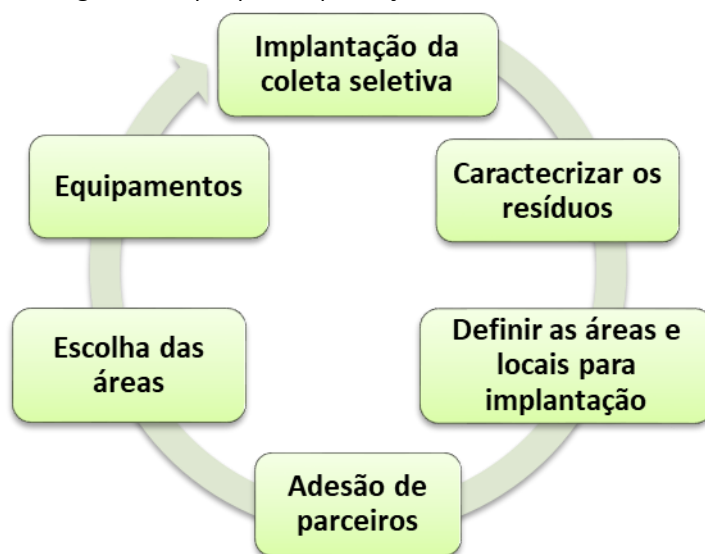 Implantação da
coleta seletiva
Caractecrizar os
resíduos
Definir as áreas e
locais para
implantação
Adesão de
parceiros
Escolha das
áreas
Equipamentos